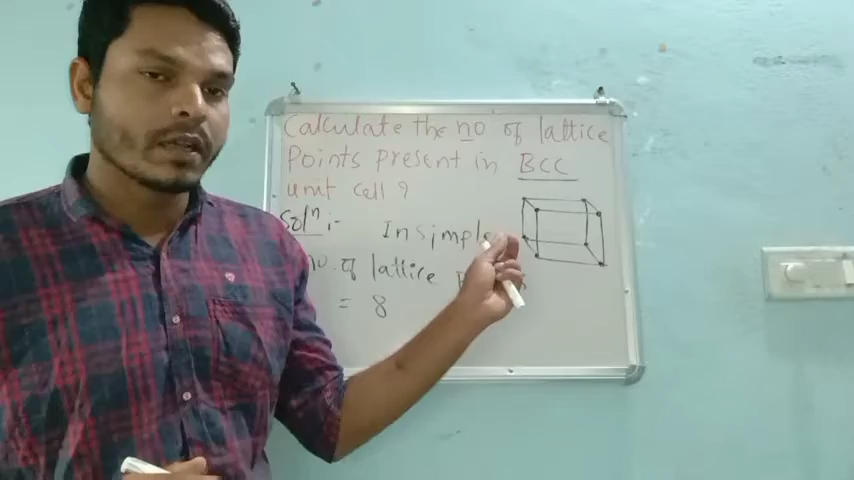 Calculate the no of lattice
Points present in BCC
unit cell ?
Solⁿ :- In simple
no. of lattice
= 8